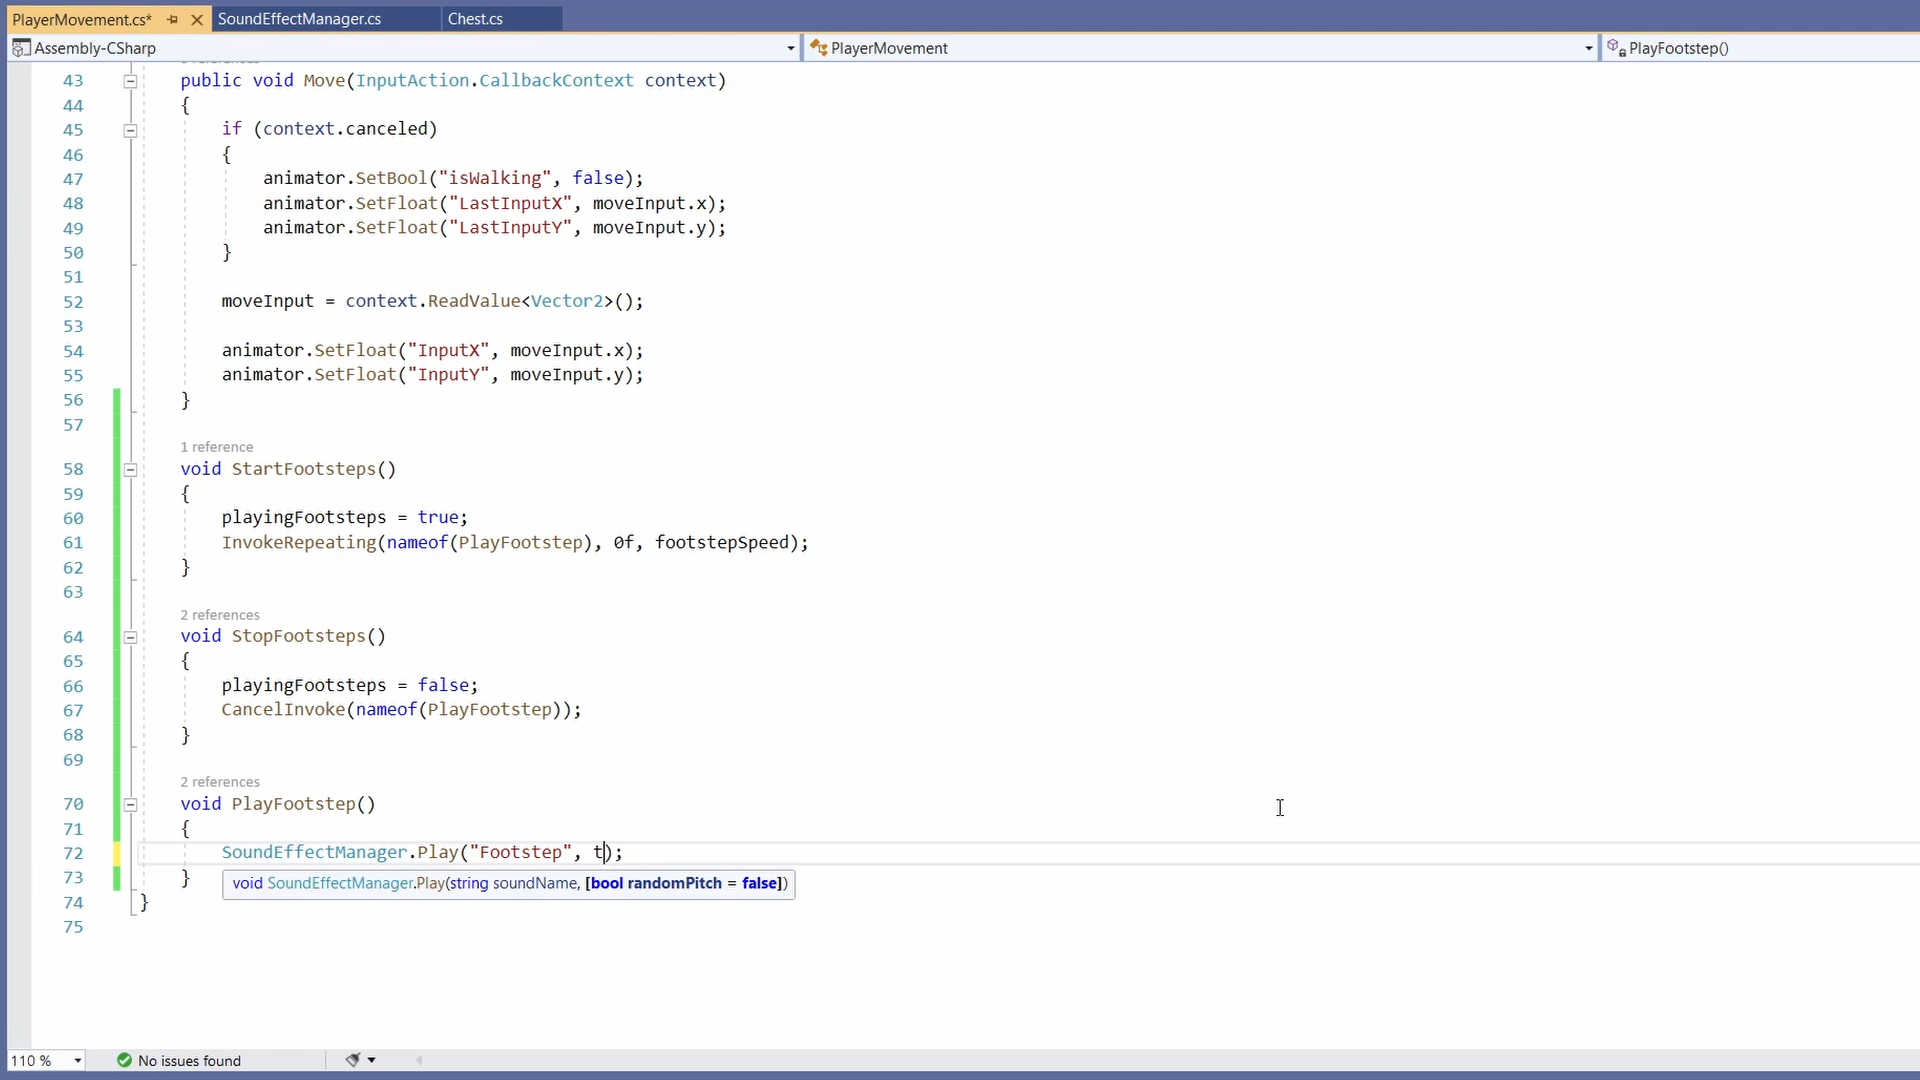 PlayerMovement.cs* SoundEffectManager.cs Chest.cs
Assembly-CSharp PlayerMovement PlayFootstep()
43 public void Move(InputAction.CallbackContext context)
44 {
45 if (context.canceled)
46 {
47 animator.SetBool("isWalking", false);
48 animator.SetFloat("LastInputX", moveInput.x);
49 animator.SetFloat("LastInputY", moveInput.y);
50 }
51
52 moveInput = context.ReadValue<Vector2>();
53
54 animator.SetFloat("InputX", moveInput.x);
55 animator.SetFloat("InputY", moveInput.y);
56 }
57
1 reference
58 void StartFootsteps()
59 {
60 playingFootsteps = true;
61 InvokeRepeating(nameof(PlayFootstep), 0f, footstepSpeed);
62 }
63
2 references
64 void StopFootsteps()
65 {
66 playingFootsteps = false;
67 CancelInvoke(nameof(PlayFootstep));
68 }
69
2 references
70 void PlayFootstep()
71 {
72 SoundEffectManager.Play("Footstep", t);
73 }
void SoundEffectManager.Play(string soundName, [bool randomPitch = false])
74 }
75
110 % No issues found